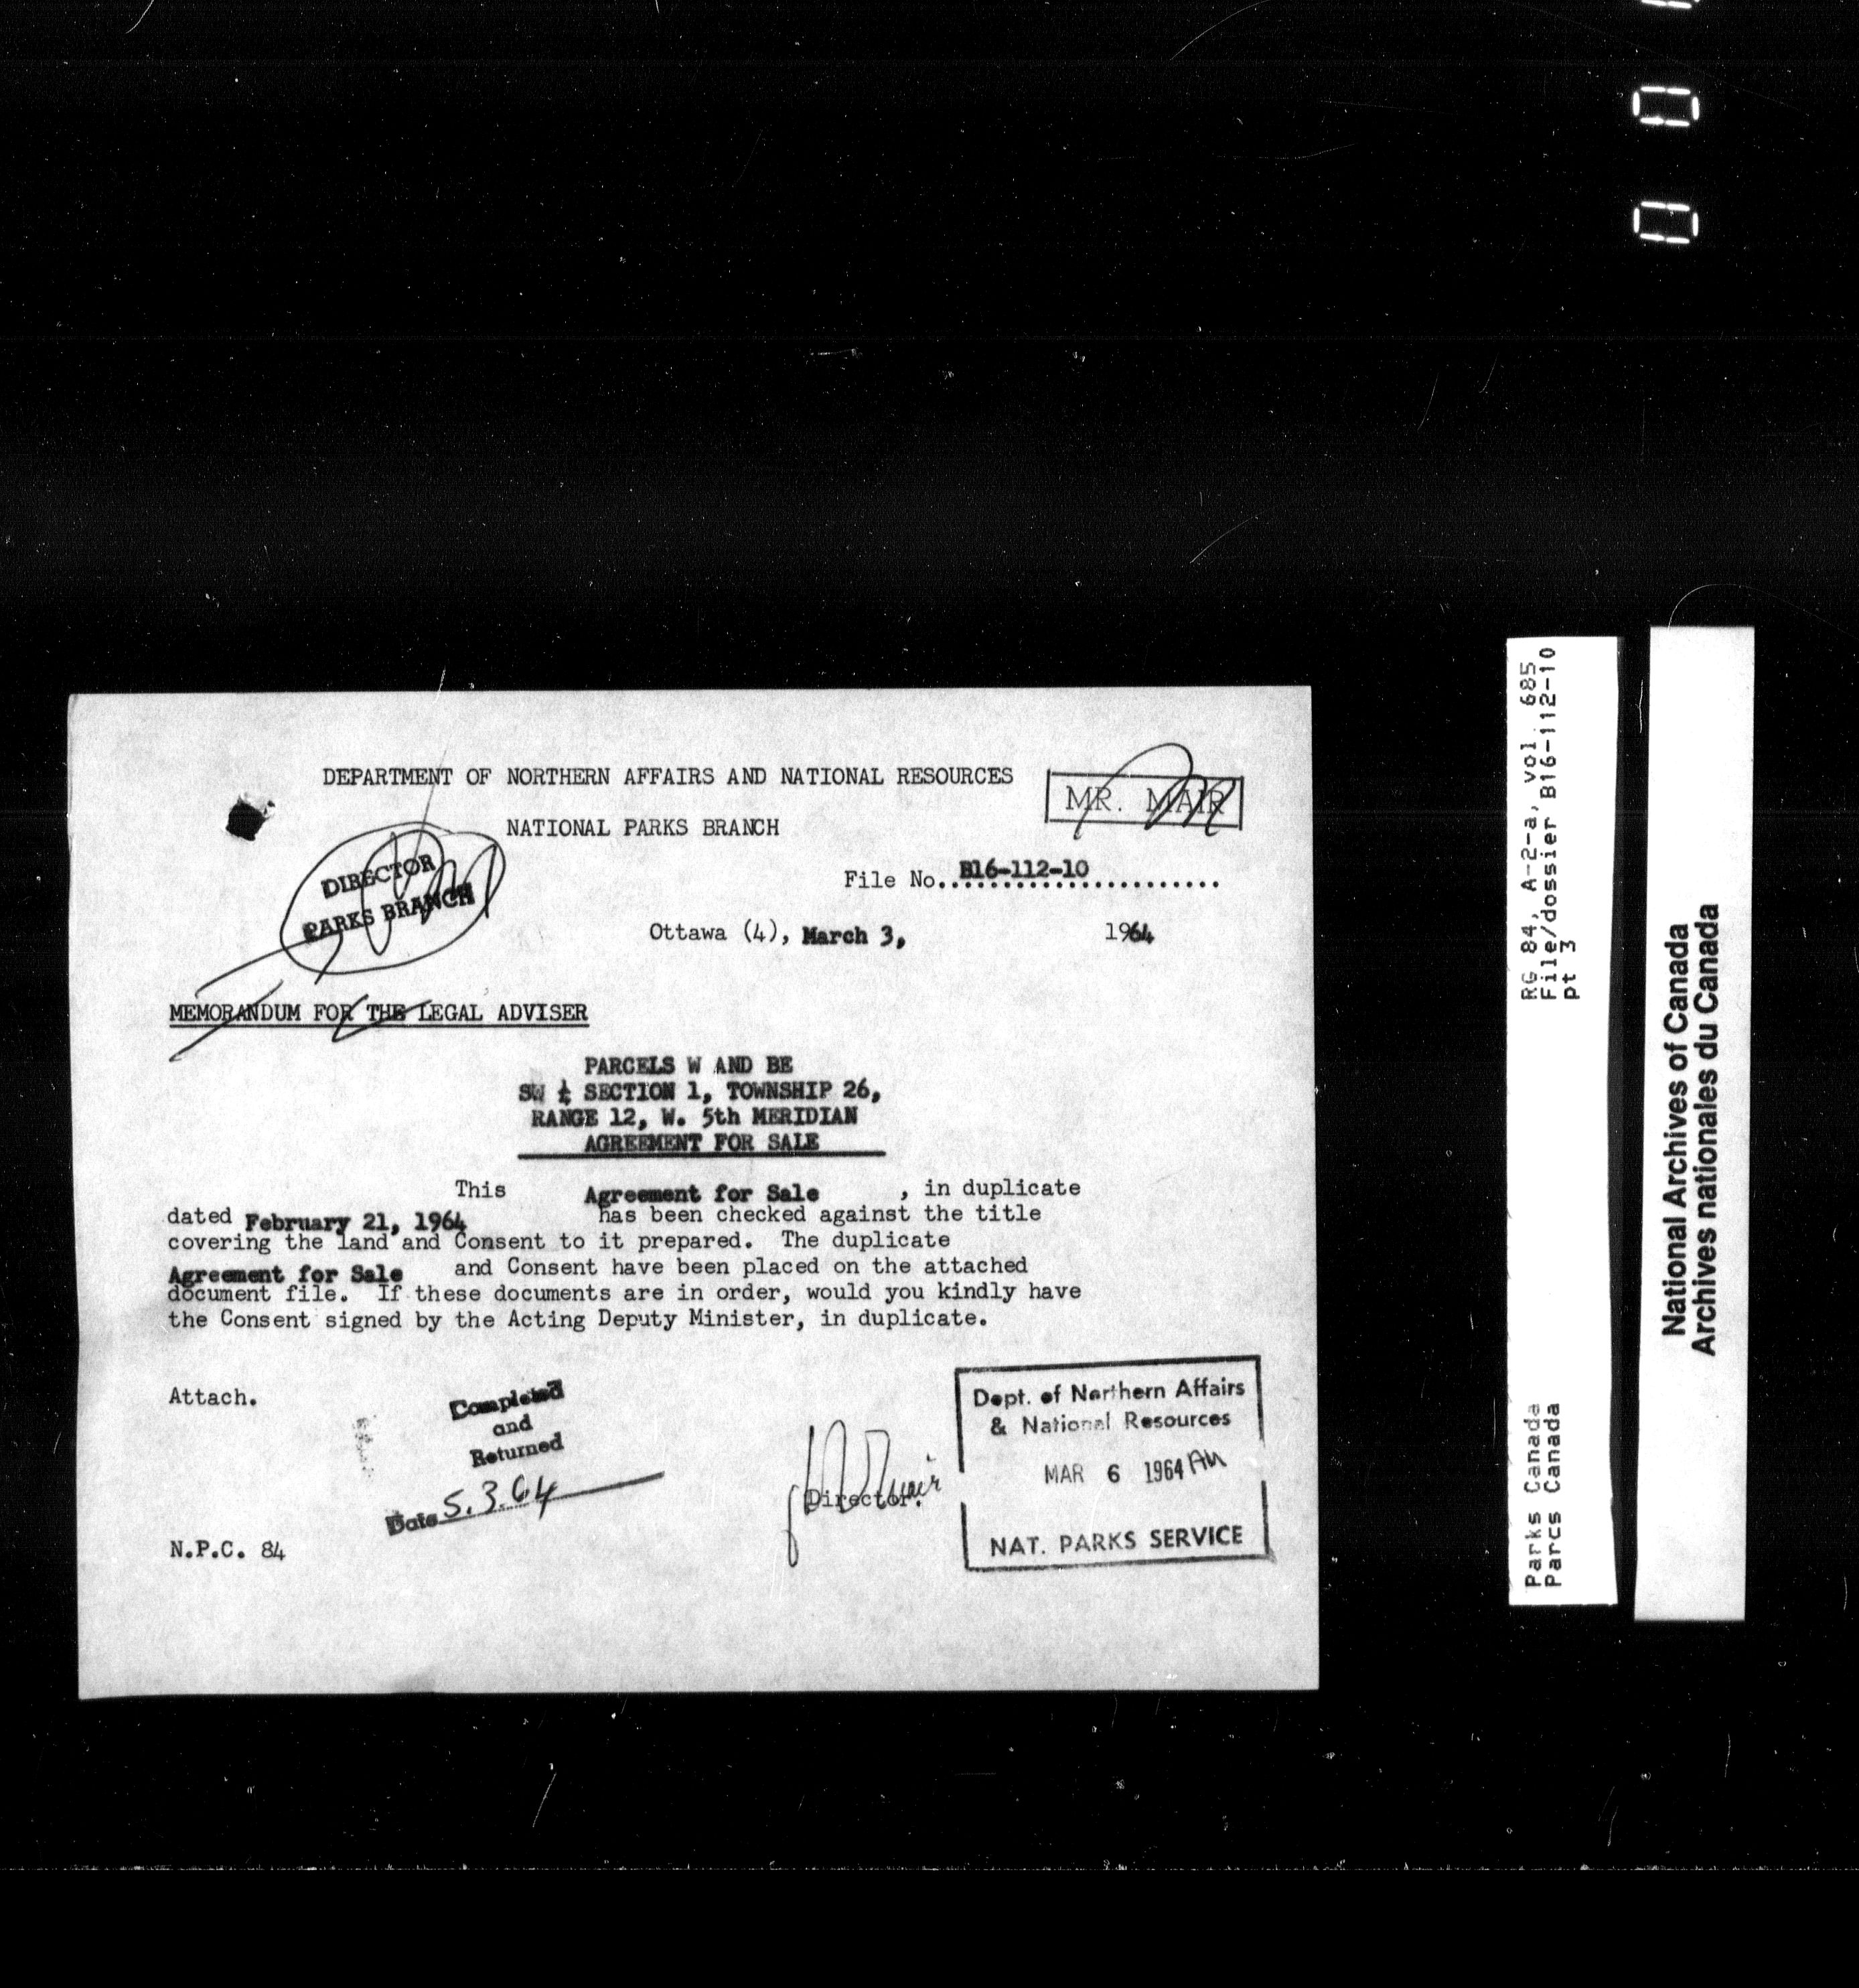 DEPARTMENT OF NORTHERN AFFAIRS AND NATIONAL RESOURCES
MR. MAIR
NATIONAL PARKS BRANCH
DIRECTOR
PARKS BRANCH
File No. B16-112-10
Ottawa (4), March 3, 1964
MEMORANDUM FOR THE LEGAL ADVISER
PARCELS W AND BE
SW ¼ SECTION 1, TOWNSHIP 26,
RANGE 12, W. 5th MERIDIAN
AGREEMENT FOR SALE
This Agreement for Sale , in duplicate
dated February 21, 1964 has been checked against the title
covering the land and Consent to it prepared. The duplicate
Agreement for Sale and Consent have been placed on the attached
document file. If these documents are in order, would you kindly have
the Consent signed by the Acting Deputy Minister, in duplicate.
Attach.
Completed
and
Returned
Date 5.3.64
Director.
Dept. of Northern Affairs
& National Resources
MAR 6 1964 AM
NAT. PARKS SERVICE
N.P.C. 84
RG 84, A-2-a, vol. 685
File/dossier B16-112-10
pt 3
Parks Canada
Parcs Canada
National Archives of Canada
Archives nationales du Canada